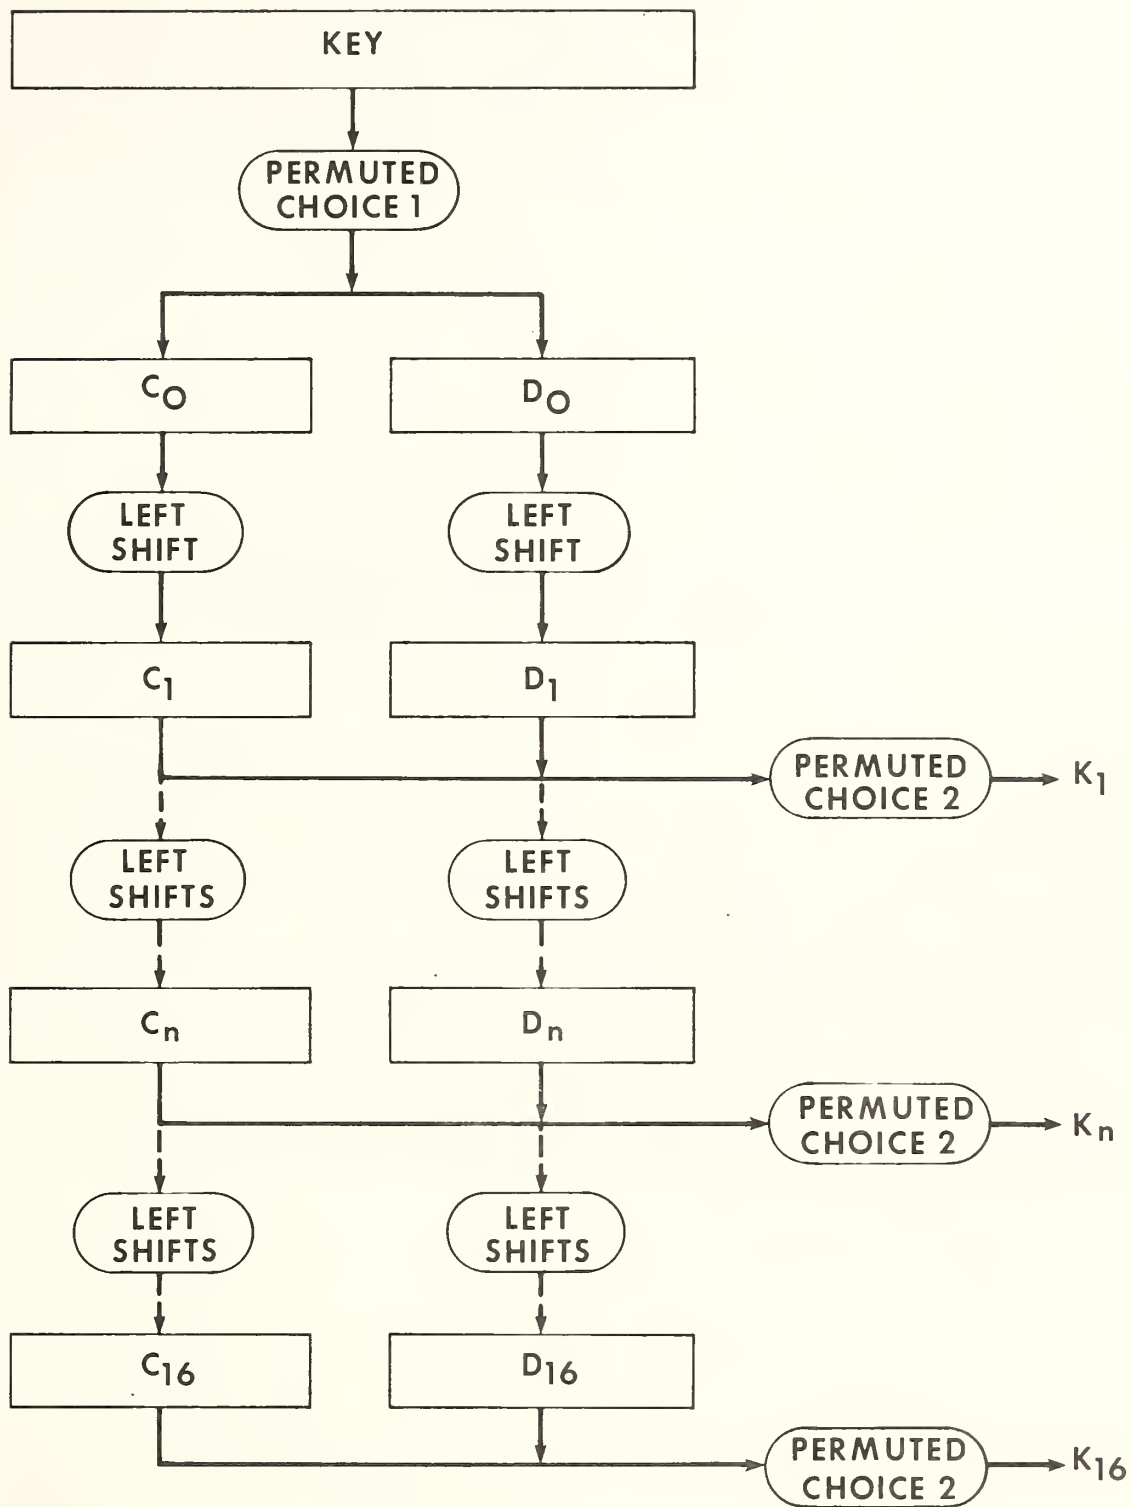 KEY
PERMUTED
CHOICE 1
C₀ D₀
LEFT
SHIFT
LEFT
SHIFT
C₁ D₁
PERMUTED
CHOICE 2
K₁
LEFT
SHIFTS
LEFT
SHIFTS
Cₙ Dₙ
PERMUTED
CHOICE 2
Kₙ
LEFT
SHIFTS
LEFT
SHIFTS
C₁₆ D₁₆
PERMUTED
CHOICE 2
K₁₆